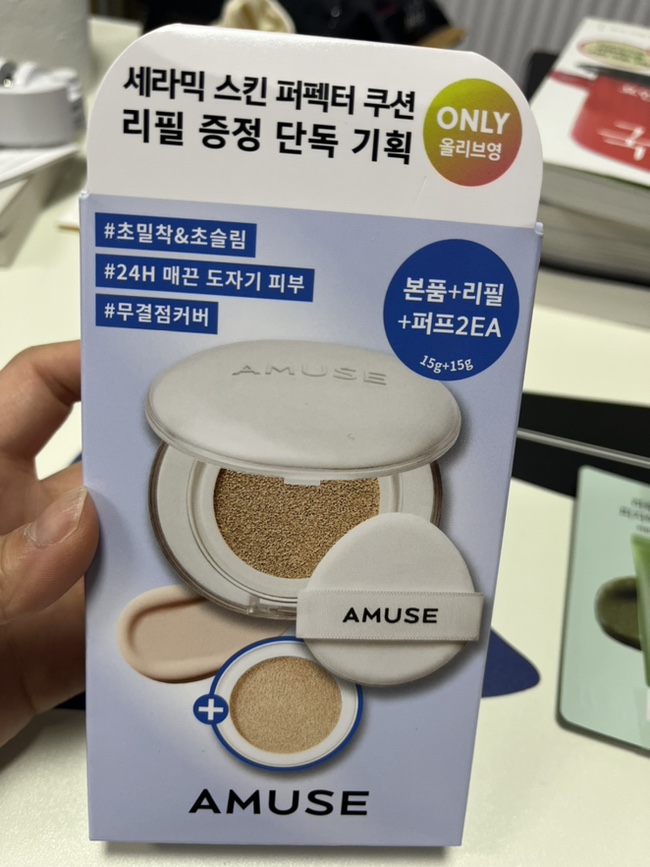 세라믹 스킨 퍼펙터 쿠션
리필 증정 단독 기획
ONLY
올리브영
#초밀착&초슬림
#24H 매끈 도자기 피부
#무결점커버
본품+리필
+퍼프2EA
15g+15g
AMUSE
AMUSE
+
AMUSE